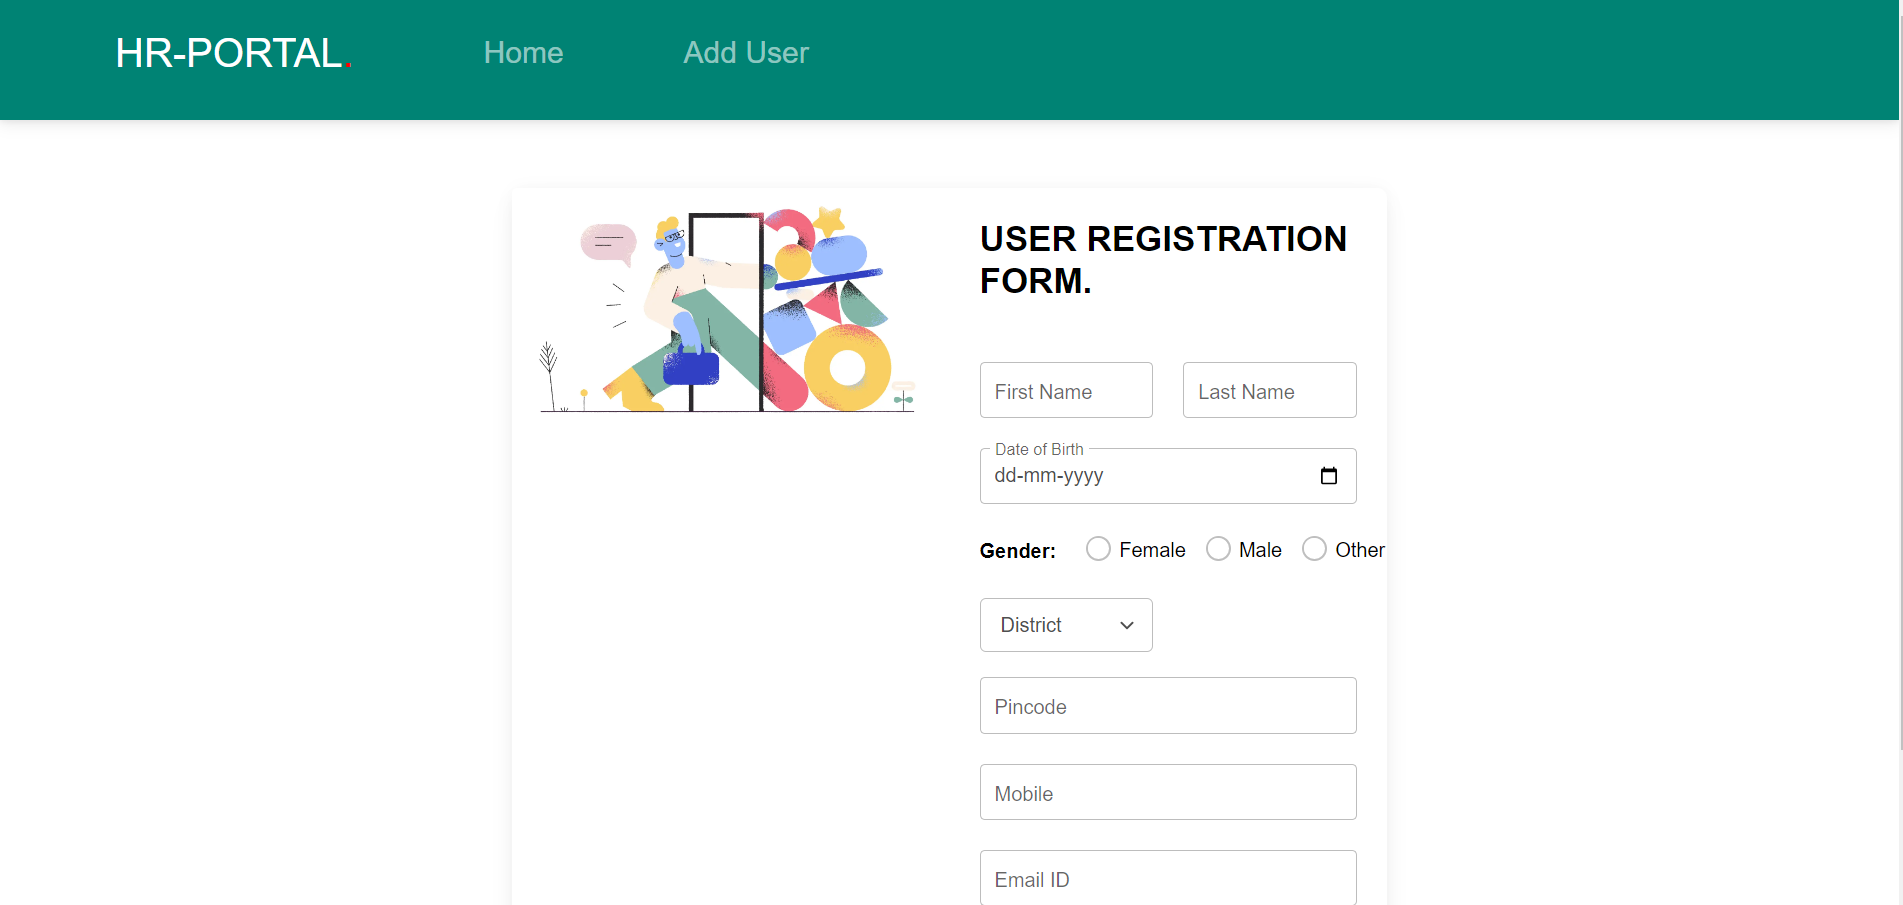 HR-PORTAL.
Home
Add User
USER REGISTRATION
FORM.
First Name
Last Name
Date of Birth
dd-mm-yyyy
Gender:
Female
Male
Other
District
Pincode
Mobile
Email ID